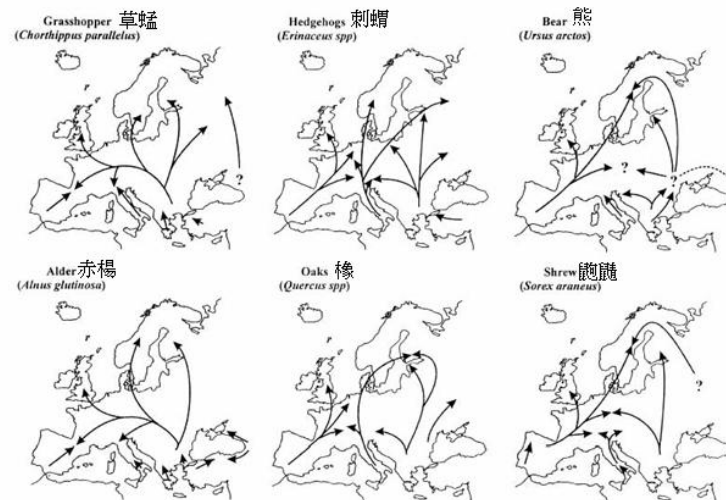 Grasshopper 草蜢
(Chorthippus parallelus)
Hedgehogs 刺蝟
(Erinaceus spp)
Bear 熊
(Ursus arctos)
?
?
?
Alder 赤楊
(Alnus glutinosa)
Oaks 橡
(Quercus spp)
Shrew 鼩鼱
(Sorex araneus)
?